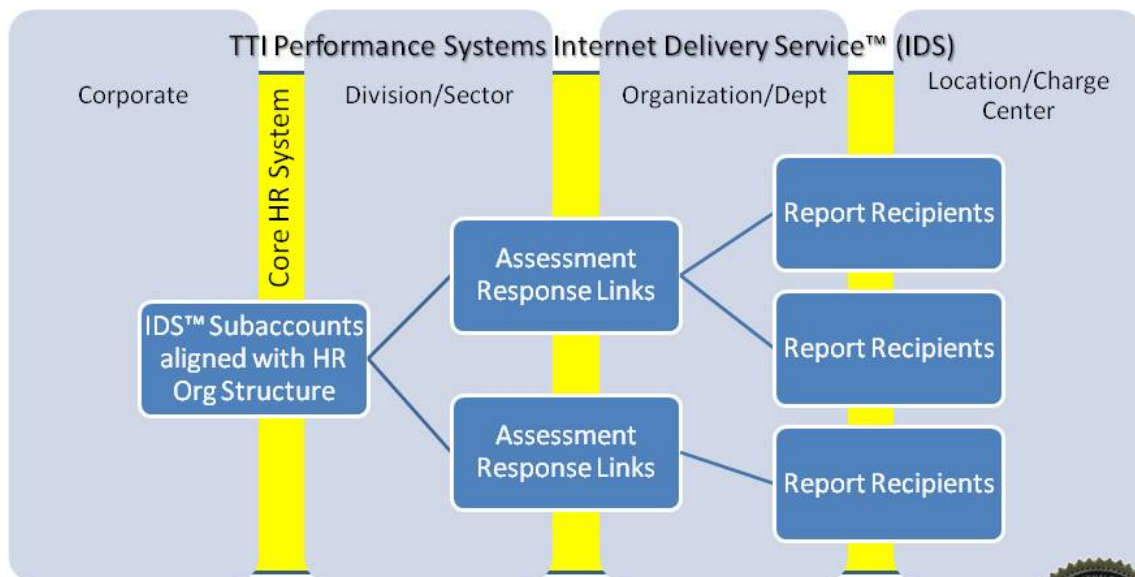 TTI Performance Systems Internet Delivery Service™ (IDS)
Corporate
Division/Sector
Organization/Dept
Location/Charge
Center
Core HR System
IDS™ Subaccounts
aligned with HR
Org Structure
Assessment
Response Links
Assessment
Response Links
Report Recipients
Report Recipients
Report Recipients